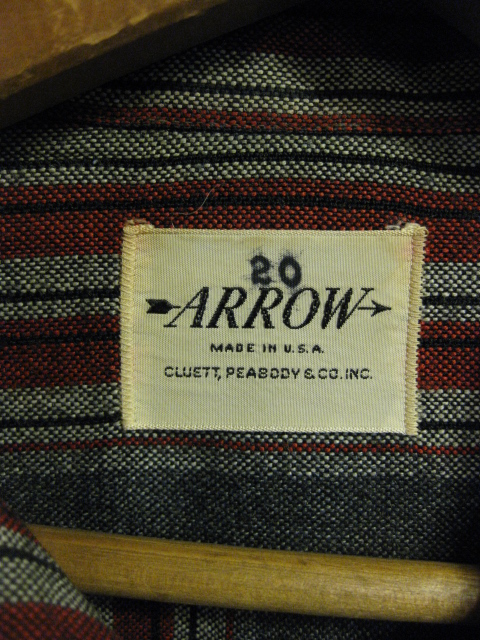 20
ARROW
MADE IN U.S.A.
CLUETT, PEABODY & CO. INC.